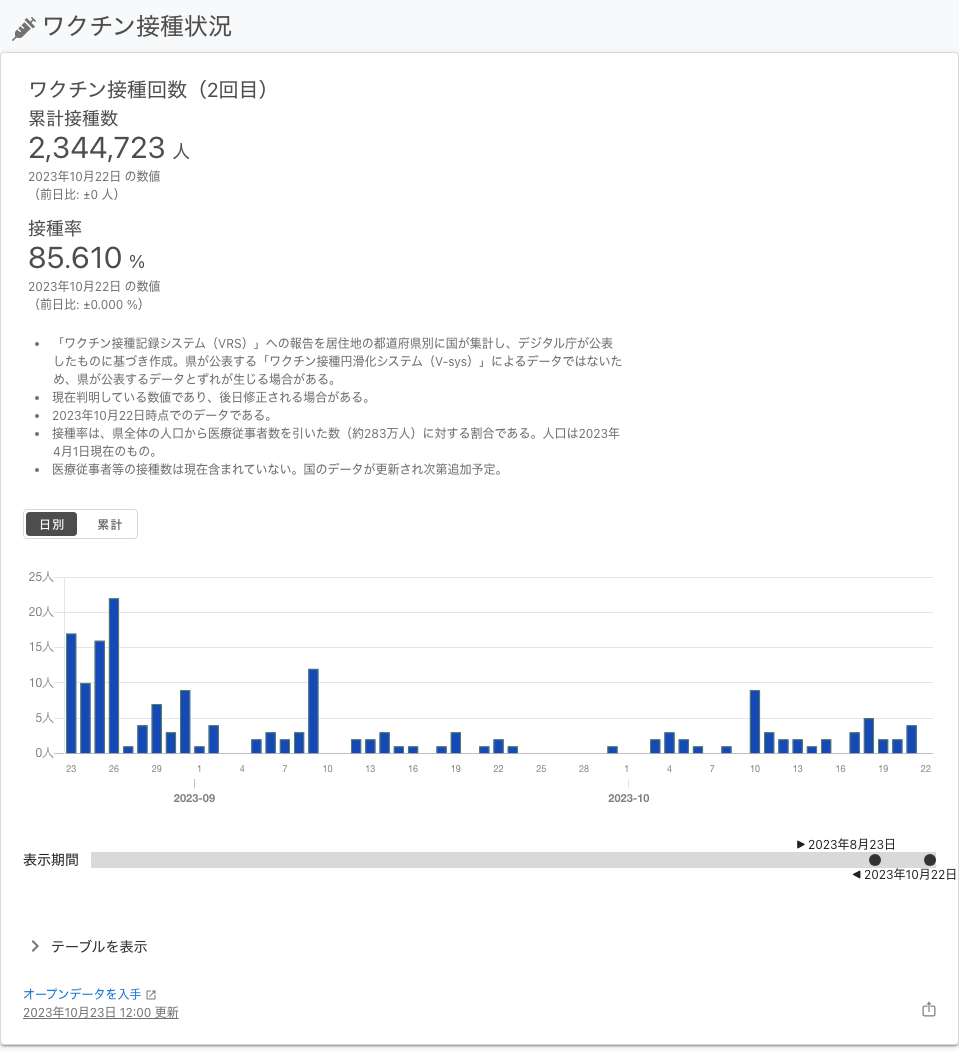 ワクチン接種状況
ワクチン接種回数（2回目）
累計接種数
2,344,723 人
2023年10月22日 の数値
（前日比: ±0 人）
接種率
85.610 %
2023年10月22日 の数値
（前日比: ±0.000 %）
• 「ワクチン接種記録システム（VRS）」への報告を居住地の都道府県別に国が集計し、デジタル庁が公表
したものに基づき作成。県が公表する「ワクチン接種円滑化システム（V-sys）」によるデータではないた
め、県が公表するデータとずれが生じる場合がある。
• 現在判明している数値であり、後日修正される場合がある。
• 2023年10月22日時点でのデータである。
• 接種率は、県全体の人口から医療従事者数を引いた数（約283万人）に対する割合である。人口は2023年
4月1日現在のもの。
• 医療従事者等の接種数は現在含まれていない。国のデータが更新され次第追加予定。
日別 累計
25人
20人
15人
10人
5人
0人
23 26 29 1 4 7 10 13 16 19 22 25 28 1 4 7 10 13 16 19 22
2023-09 2023-10
▶ 2023年8月23日
表示期間
◀ 2023年10月22日
テーブルを表示
オープンデータを入手
2023年10月23日 12:00 更新